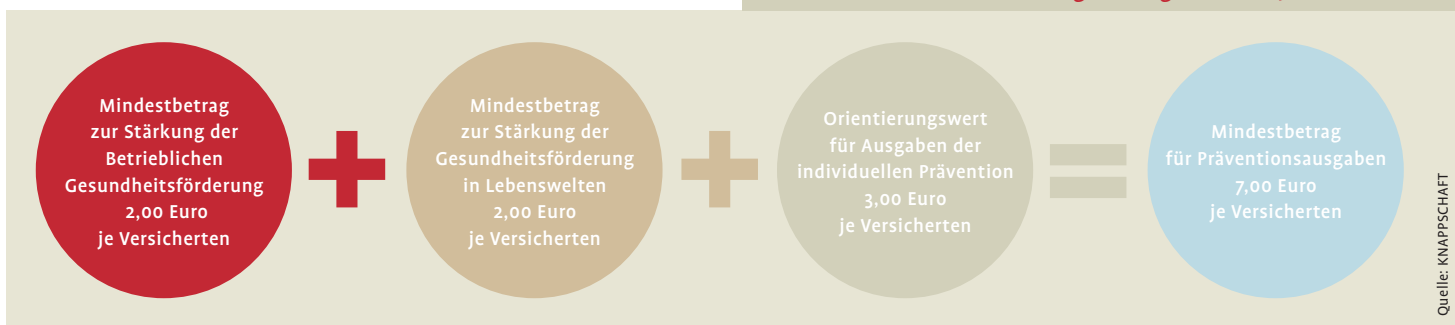 Mindestbetrag
zur Stärkung der
Betrieblichen
Gesundheitsförderung
2,00 Euro
je Versicherten
Mindestbetrag
zur Stärkung der
Gesundheitsförderung
in Lebenswelten
2,00 Euro
je Versicherten
Orientierungswert
für Ausgaben der
individuellen Prävention
3,00 Euro
je Versicherten
Mindestbetrag
für Präventionsausgaben
7,00 Euro
je Versicherten
Quelle: KNAPPSCHAFT